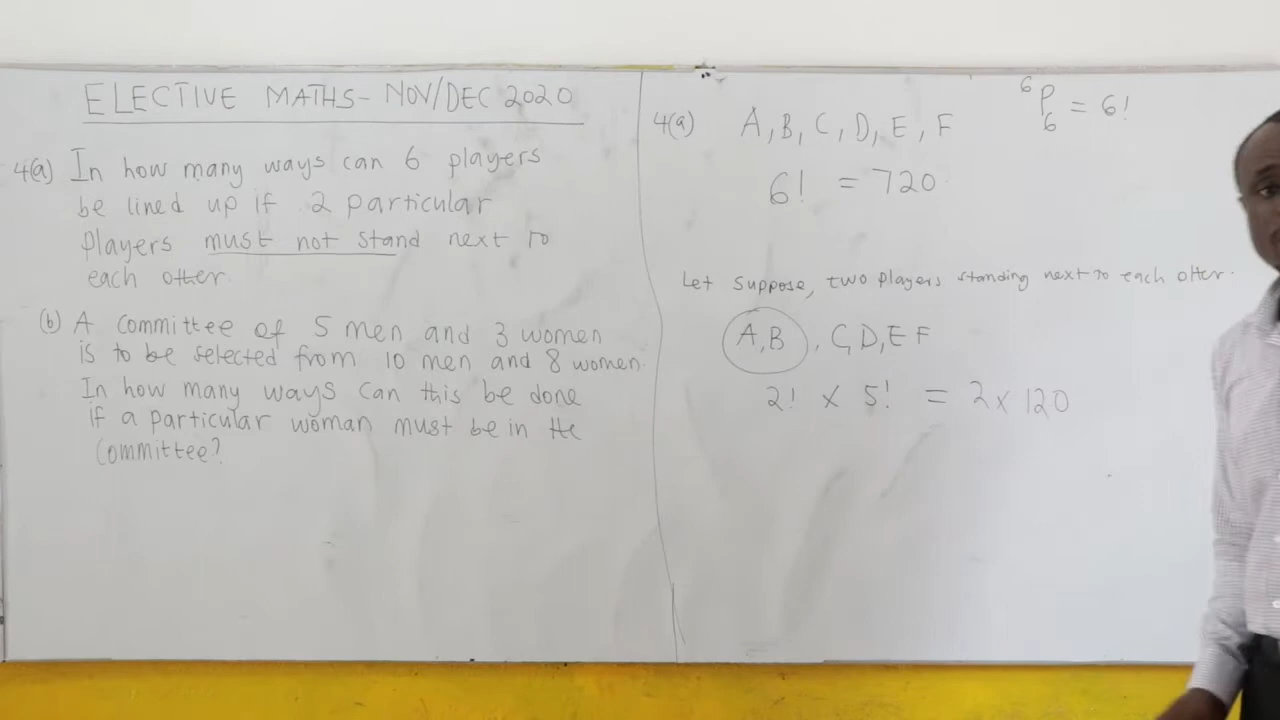 ELECTIVE MATHS - NOV/DEC 2020
4(a) In how many ways can 6 players
be lined up if 2 particular
players must not stand next to
each other.
(b) A committee of 5 men and 3 women
is to be selected from 10 men and 8 women.
In how many ways can this be done
if a particular woman must be in the
committee?
4(a) A, B, C, D, E, F
⁶P₆ = 6!
6! = 720
Let suppose, two players standing next to each other.
A,B, C,D,E F
2! x 5! = 2 x 120